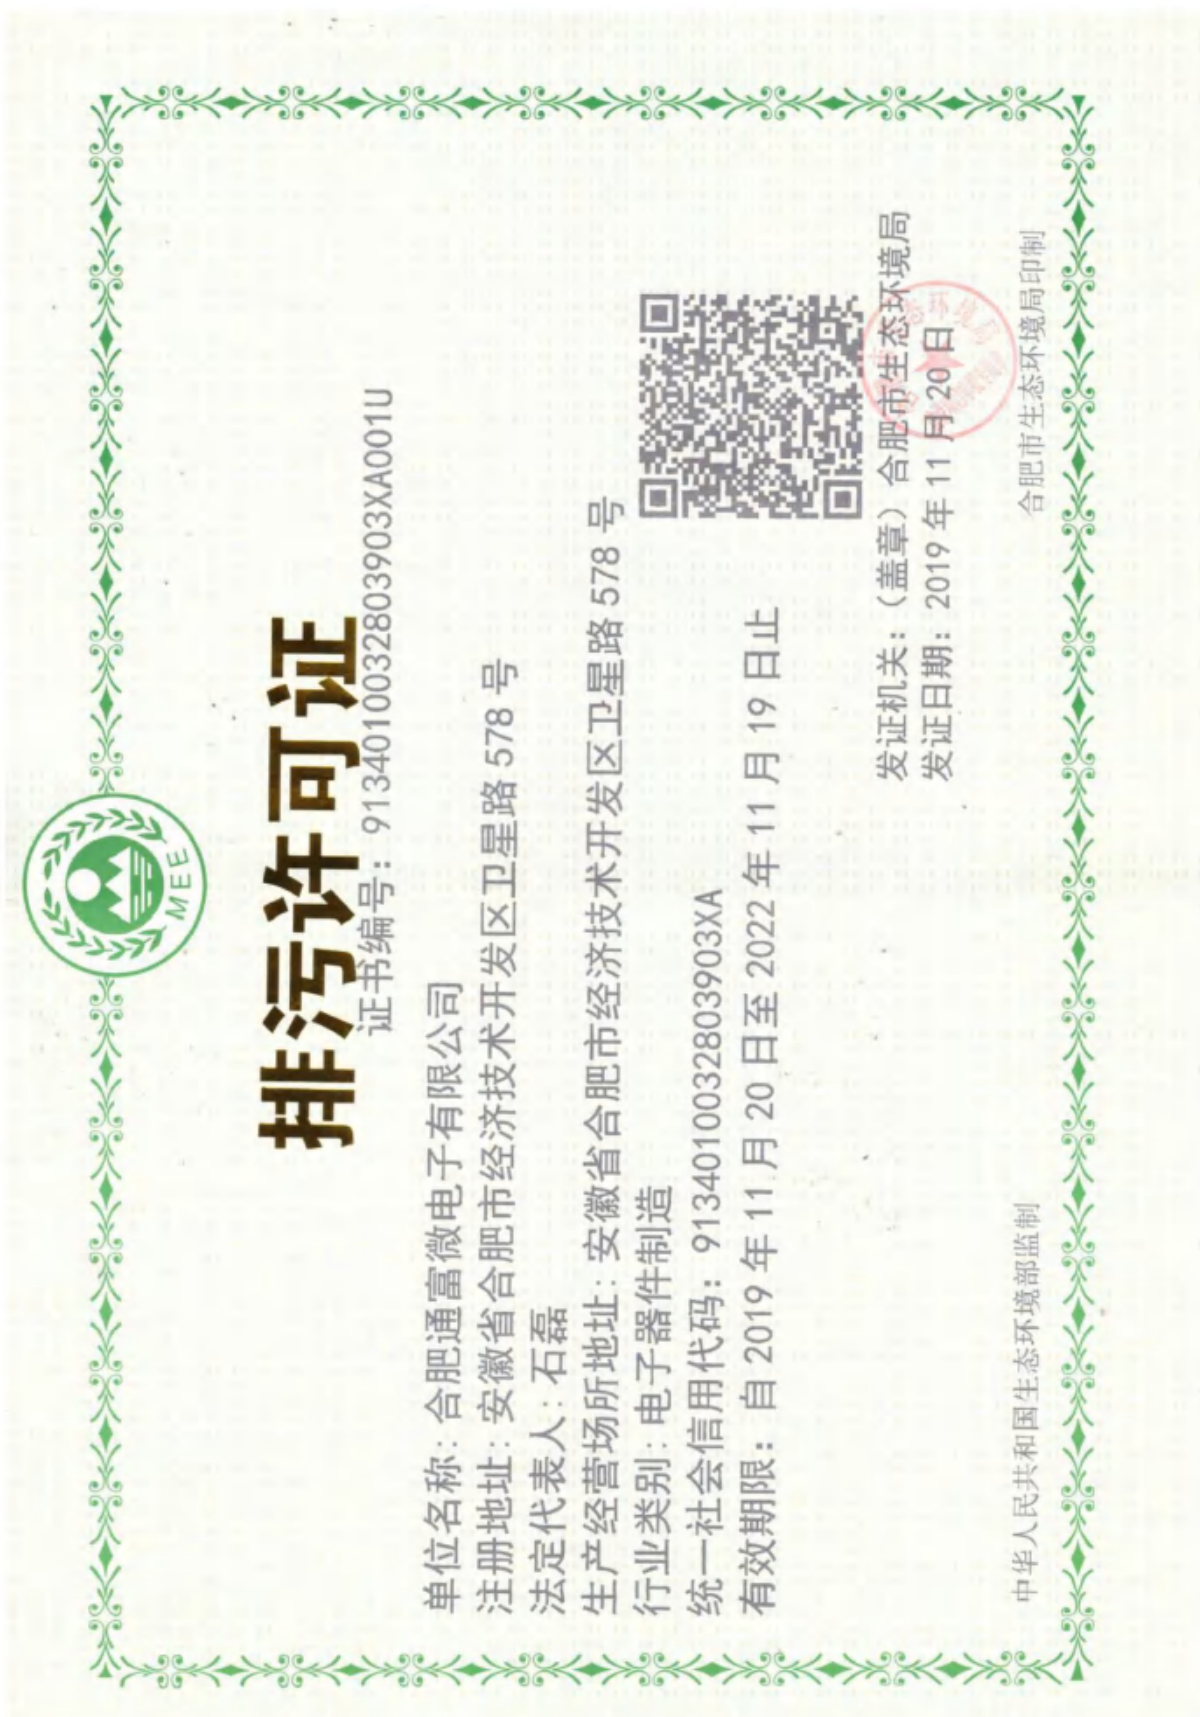 MEE
排污许可证
证书编号：9134010032803903XA001U
单位名称：合肥通富微电子有限公司
注册地址：安徽省合肥市经济技术开发区卫星路578号
法定代表人：石磊
生产经营场所地址：安徽省合肥市经济技术开发区卫星路578号
行业类别：电子器件制造
统一社会信用代码：9134010032803903XA
有效期限：自2019年11月20日至2022年11月19日止
发证机关：（盖章）合肥市生态环境局
发证日期：2019年11月20日
中华人民共和国生态环境部监制
合肥市生态环境局印制